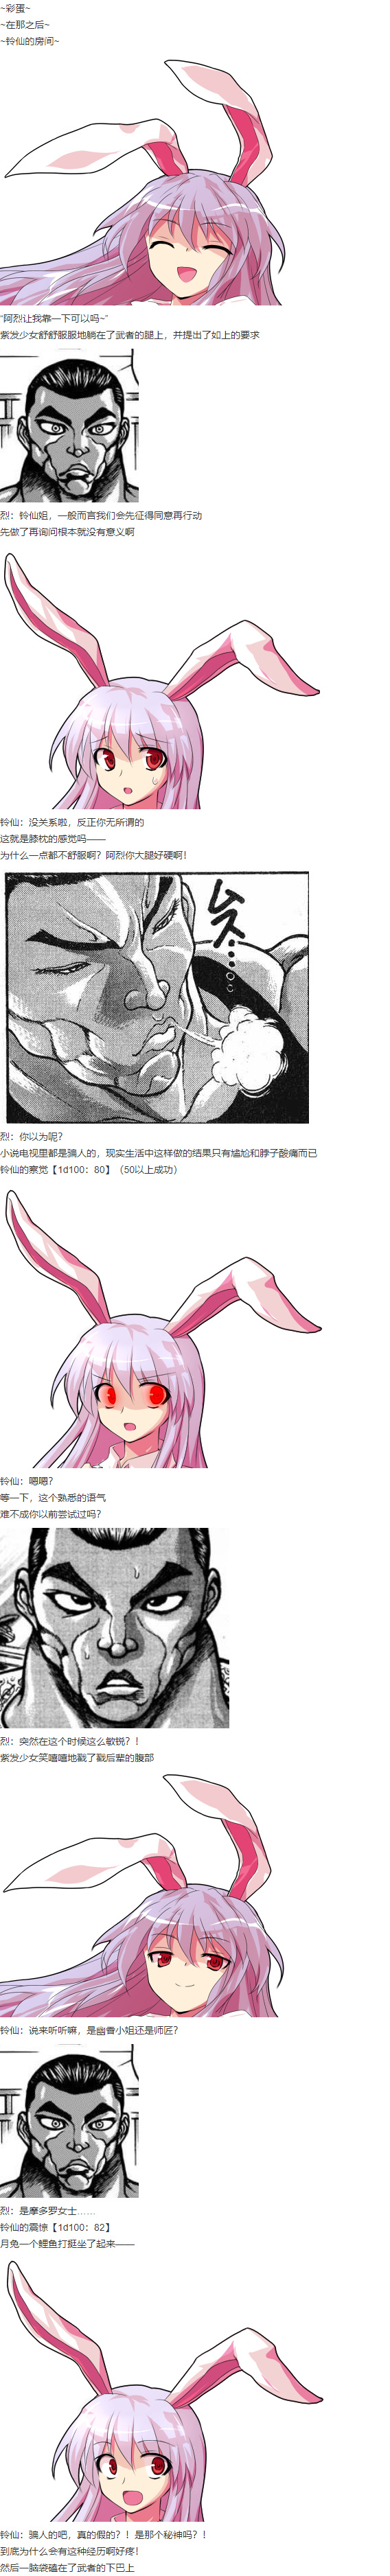 ~彩蛋~
~在那之后~
~铃仙的房间~
“阿烈让我靠一下可以吗~”
紫发少女舒舒服服地躺在了武者的腿上，并提出了如上的要求
烈：铃仙姐，一般而言我们会先征得同意再行动
先做了再询问根本就没有意义啊
铃仙：没关系啦，反正你无所谓的
这就是膝枕的感觉吗——
为什么一点都不舒服啊？阿烈你大腿好硬啊！
ムス…
烈：你以为呢？
小说电视里都是骗人的，现实生活中这样做的结果只有尴尬和脖子酸痛而已
铃仙的察觉【1d100：80】（50以上成功）
铃仙：嗯嗯？
等一下，这个熟悉的语气
难不成你以前尝试过吗？
烈：突然在这个时候这么敏锐？！
紫发少女笑嘻嘻地戳了戳后辈的腹部
铃仙：说来听听嘛，是幽香小姐还是师匠？
烈：是摩多罗女士……
铃仙的震惊【1d100：82】
月兔一个鲤鱼打挺坐了起来——
铃仙：骗人的吧，真的假的？！是那个秘神吗？！
到底为什么会有这种经历啊好疼！
然后一脑袋磕在了武者的下巴上